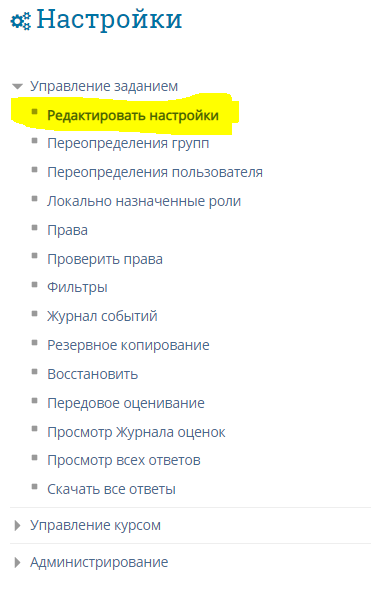 Настройки
Управление заданием
Редактировать настройки
Переопределения групп
Переопределения пользователя
Локально назначенные роли
Права
Проверить права
Фильтры
Журнал событий
Резервное копирование
Восстановить
Передовое оценивание
Просмотр Журнала оценок
Просмотр всех ответов
Скачать все ответы
Управление курсом
Администрирование